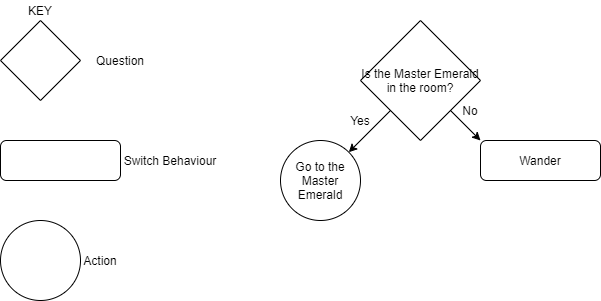 KEY
Question
Switch Behaviour
Action
Is the Master Emerald
in the room?
Yes
No
Go to the
Master
Emerald
Wander